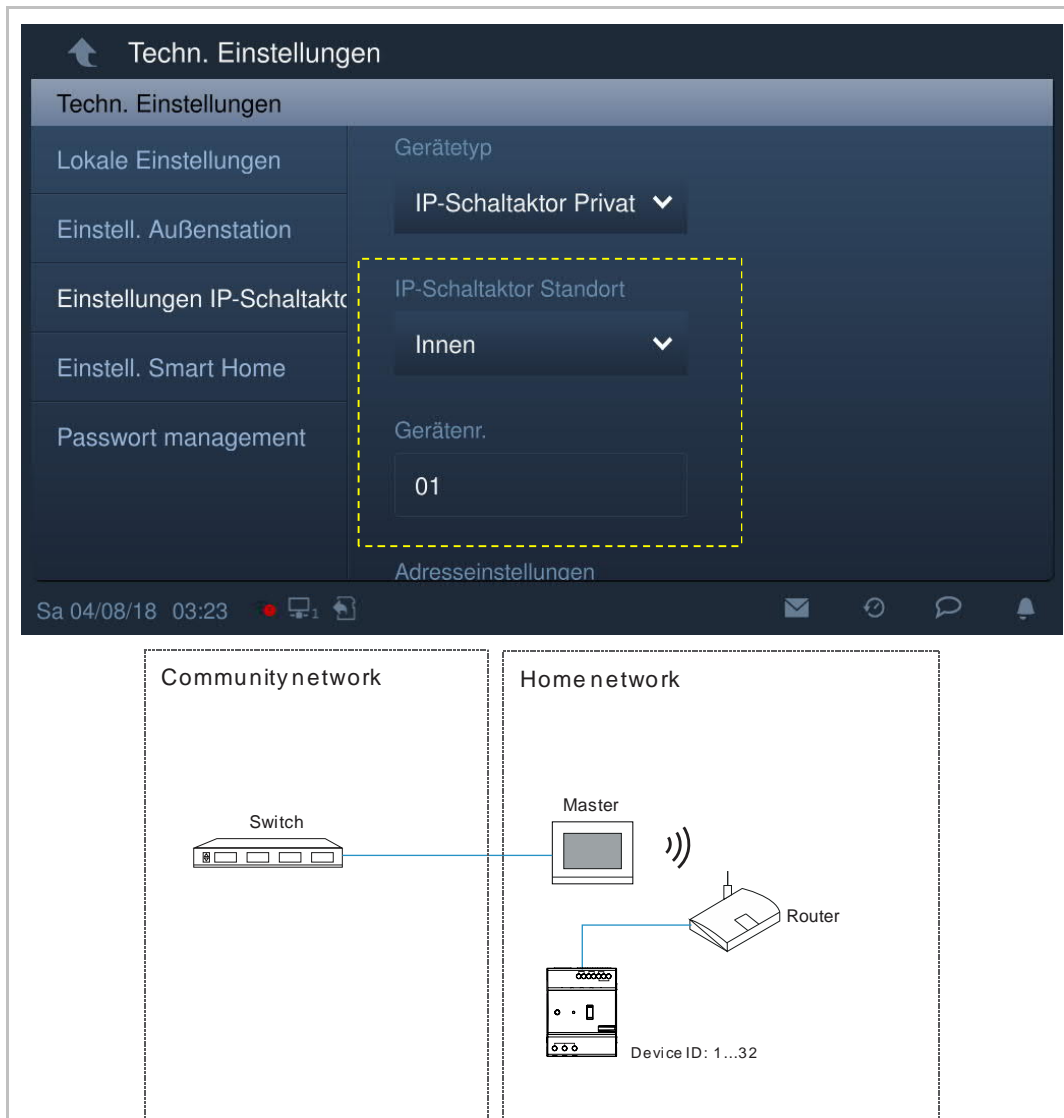 Techn. Einstellungen
Techn. Einstellungen
Lokale Einstellungen
Einstell. Außenstation
Einstellungen IP-Schaltakto
Einstell. Smart Home
Passwort management
Gerätetyp
IP-Schaltaktor Privat
IP-Schaltaktor Standort
Innen
Gerätenr.
01
Adresseinstellungen
Sa 04/08/18 03:23
1
Community network
Home network
Switch
Master
Router
Device ID: 1...32